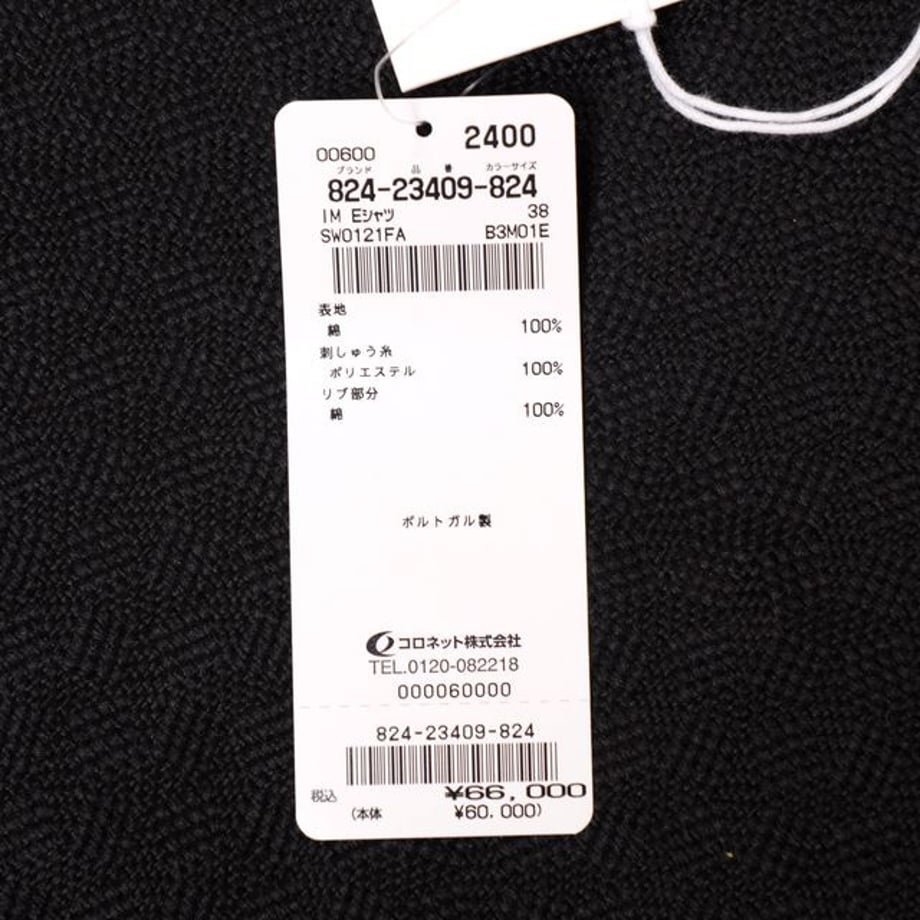 2400
00600
ブランド 品 番 カラーサイズ
824-23409-824
IM Eシャツ 38
SW0121FA B3M01E
表地
綿 100%
刺しゅう糸
ポリエステル 100%
リブ部分
綿 100%
ポルトガル製
コロネット株式会社
TEL.0120-082218
000060000
824-23409-824
税込 ¥66,000
(本体 ¥60,000)